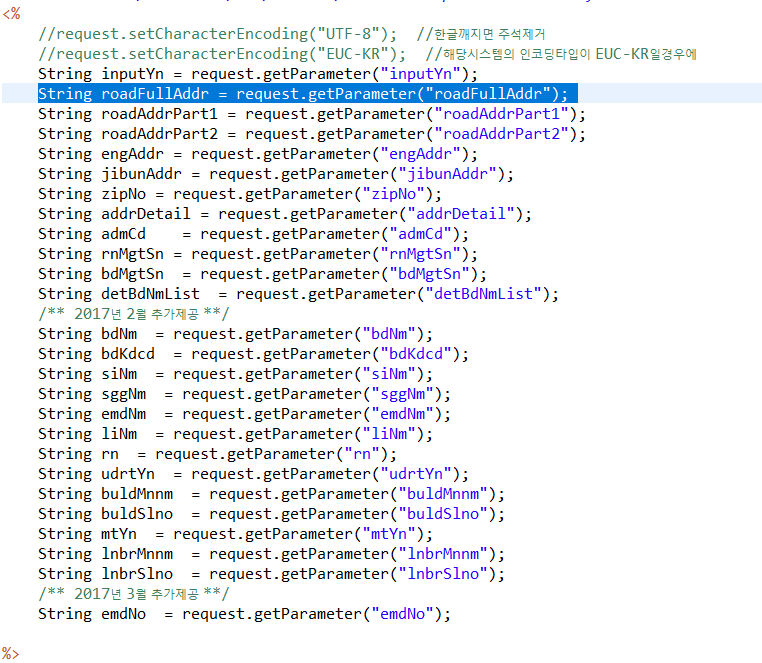 <%
//request.setCharacterEncoding("UTF-8");  //한글깨지면 주석제거
//request.setCharacterEncoding("EUC-KR");  //해당시스템의 인코딩타입이 EUC-KR일경우에
String inputYn = request.getParameter("inputYn");
String roadFullAddr = request.getParameter("roadFullAddr");
String roadAddrPart1 = request.getParameter("roadAddrPart1");
String roadAddrPart2 = request.getParameter("roadAddrPart2");
String engAddr = request.getParameter("engAddr");
String jibunAddr = request.getParameter("jibunAddr");
String zipNo = request.getParameter("zipNo");
String addrDetail = request.getParameter("addrDetail");
String admCd    = request.getParameter("admCd");
String rnMgtSn = request.getParameter("rnMgtSn");
String bdMgtSn  = request.getParameter("bdMgtSn");
String detBdNmList  = request.getParameter("detBdNmList");
/** 2017년 2월 추가제공 **/
String bdNm  = request.getParameter("bdNm");
String bdKdcd  = request.getParameter("bdKdcd");
String siNm  = request.getParameter("siNm");
String sggNm  = request.getParameter("sggNm");
String emdNm  = request.getParameter("emdNm");
String liNm  = request.getParameter("liNm");
String rn  = request.getParameter("rn");
String udrtYn  = request.getParameter("udrtYn");
String buldMnnm  = request.getParameter("buldMnnm");
String buldSlno  = request.getParameter("buldSlno");
String mtYn  = request.getParameter("mtYn");
String lnbrMnnm  = request.getParameter("lnbrMnnm");
String lnbrSlno  = request.getParameter("lnbrSlno");
/** 2017년 3월 추가제공 **/
String emdNo  = request.getParameter("emdNo");
%>